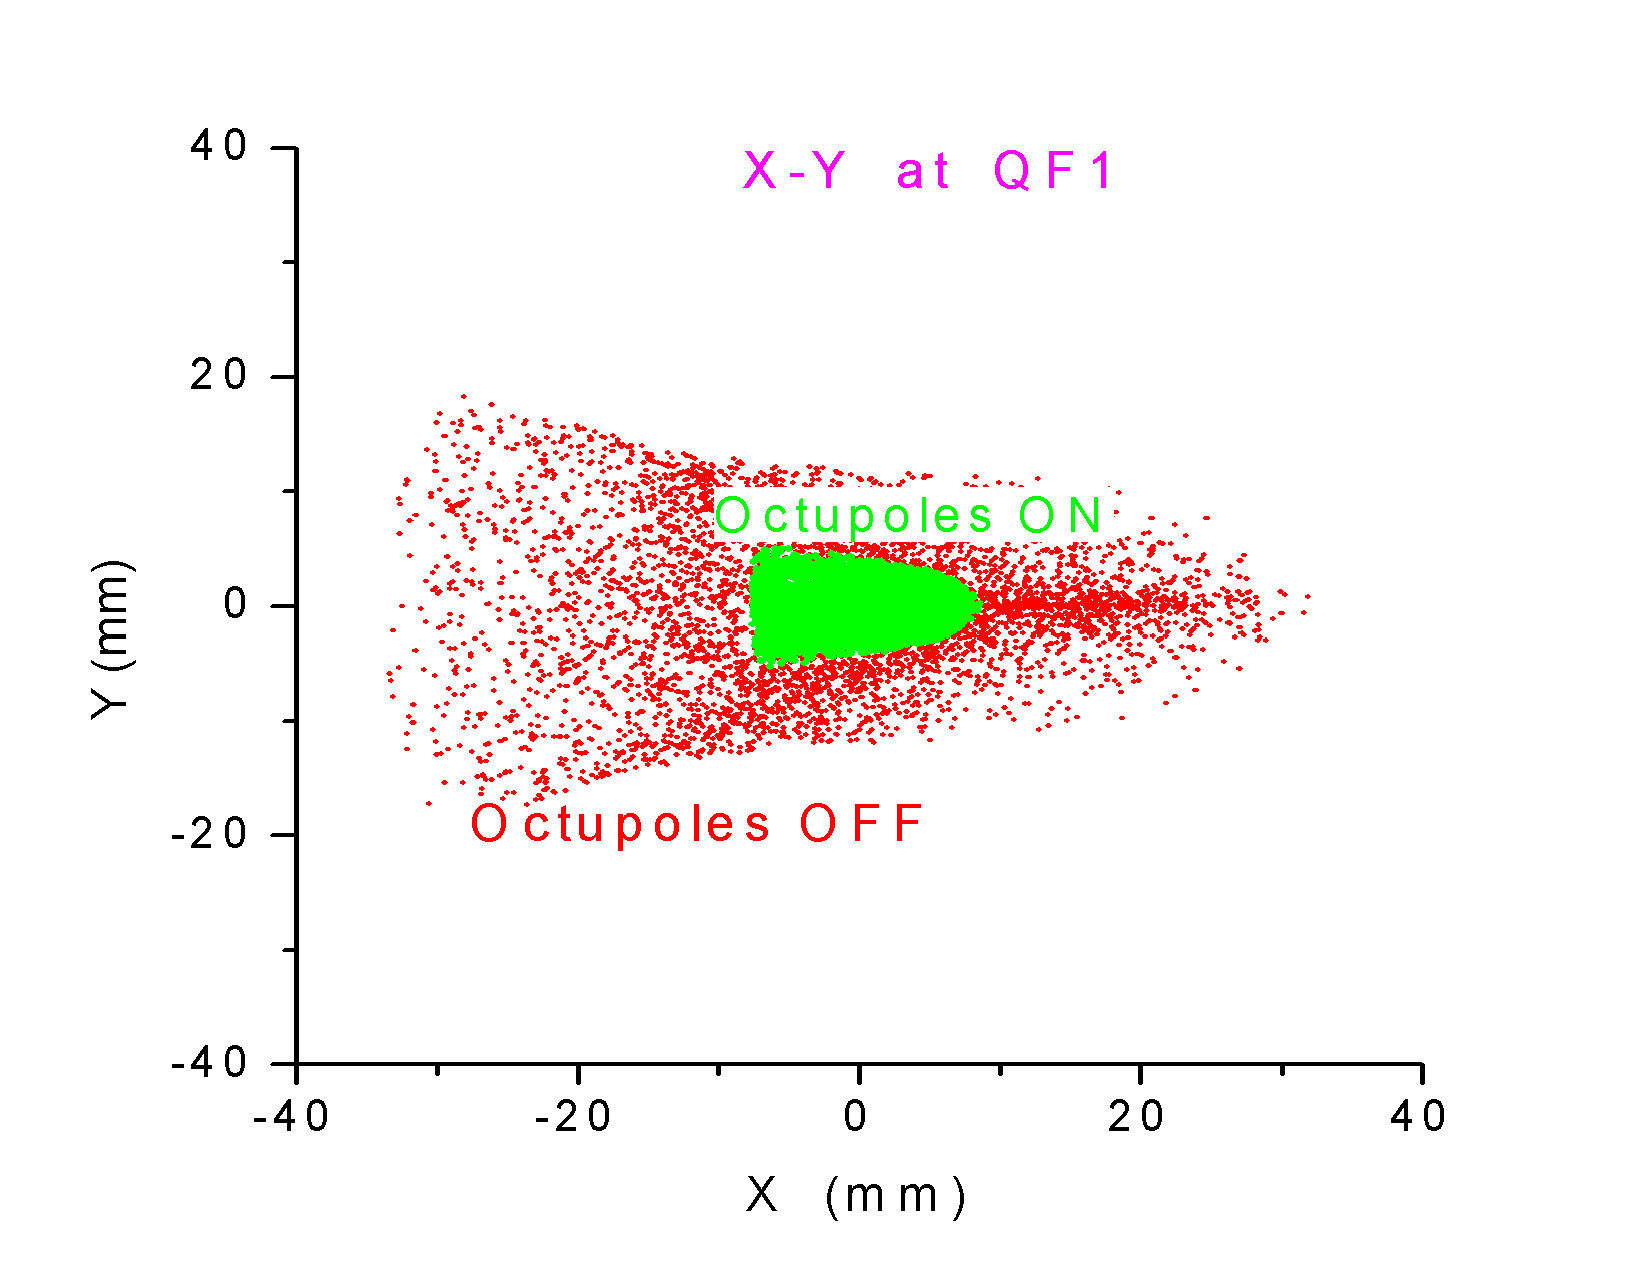 X-Y at QF1
40
20
0
-20
-40
Y (mm)
Octupoles ON
Octupoles OFF
-40 -20 0 20 40
X (mm)